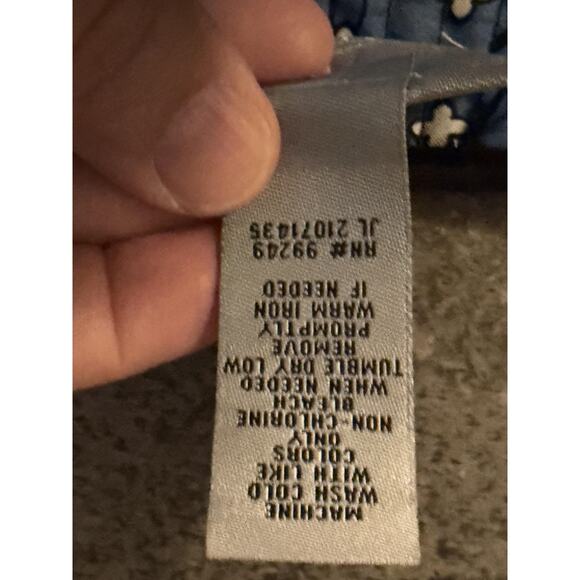 MACHINE
WASH COLD
WITH LIKE
COLORS
ONLY
NON-CHLORINE
BLEACH
WHEN NEEDED
TUMBLE DRY LOW
REMOVE
PROMPTLY
WARM IRON
IF NEEDED
RN# 99249
JL 21071435